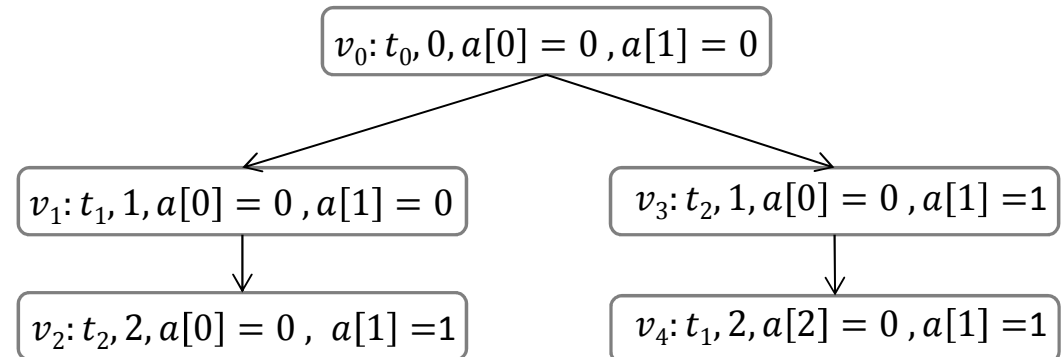 v₀: t₀, 0, a[0] = 0 , a[1] = 0
v₁: t₁, 1, a[0] = 0 , a[1] = 0
v₃: t₂, 1, a[0] = 0 , a[1] =1
v₂: t₂, 2, a[0] = 0 , a[1] =1
v₄: t₁, 2, a[2] = 0 , a[1] =1